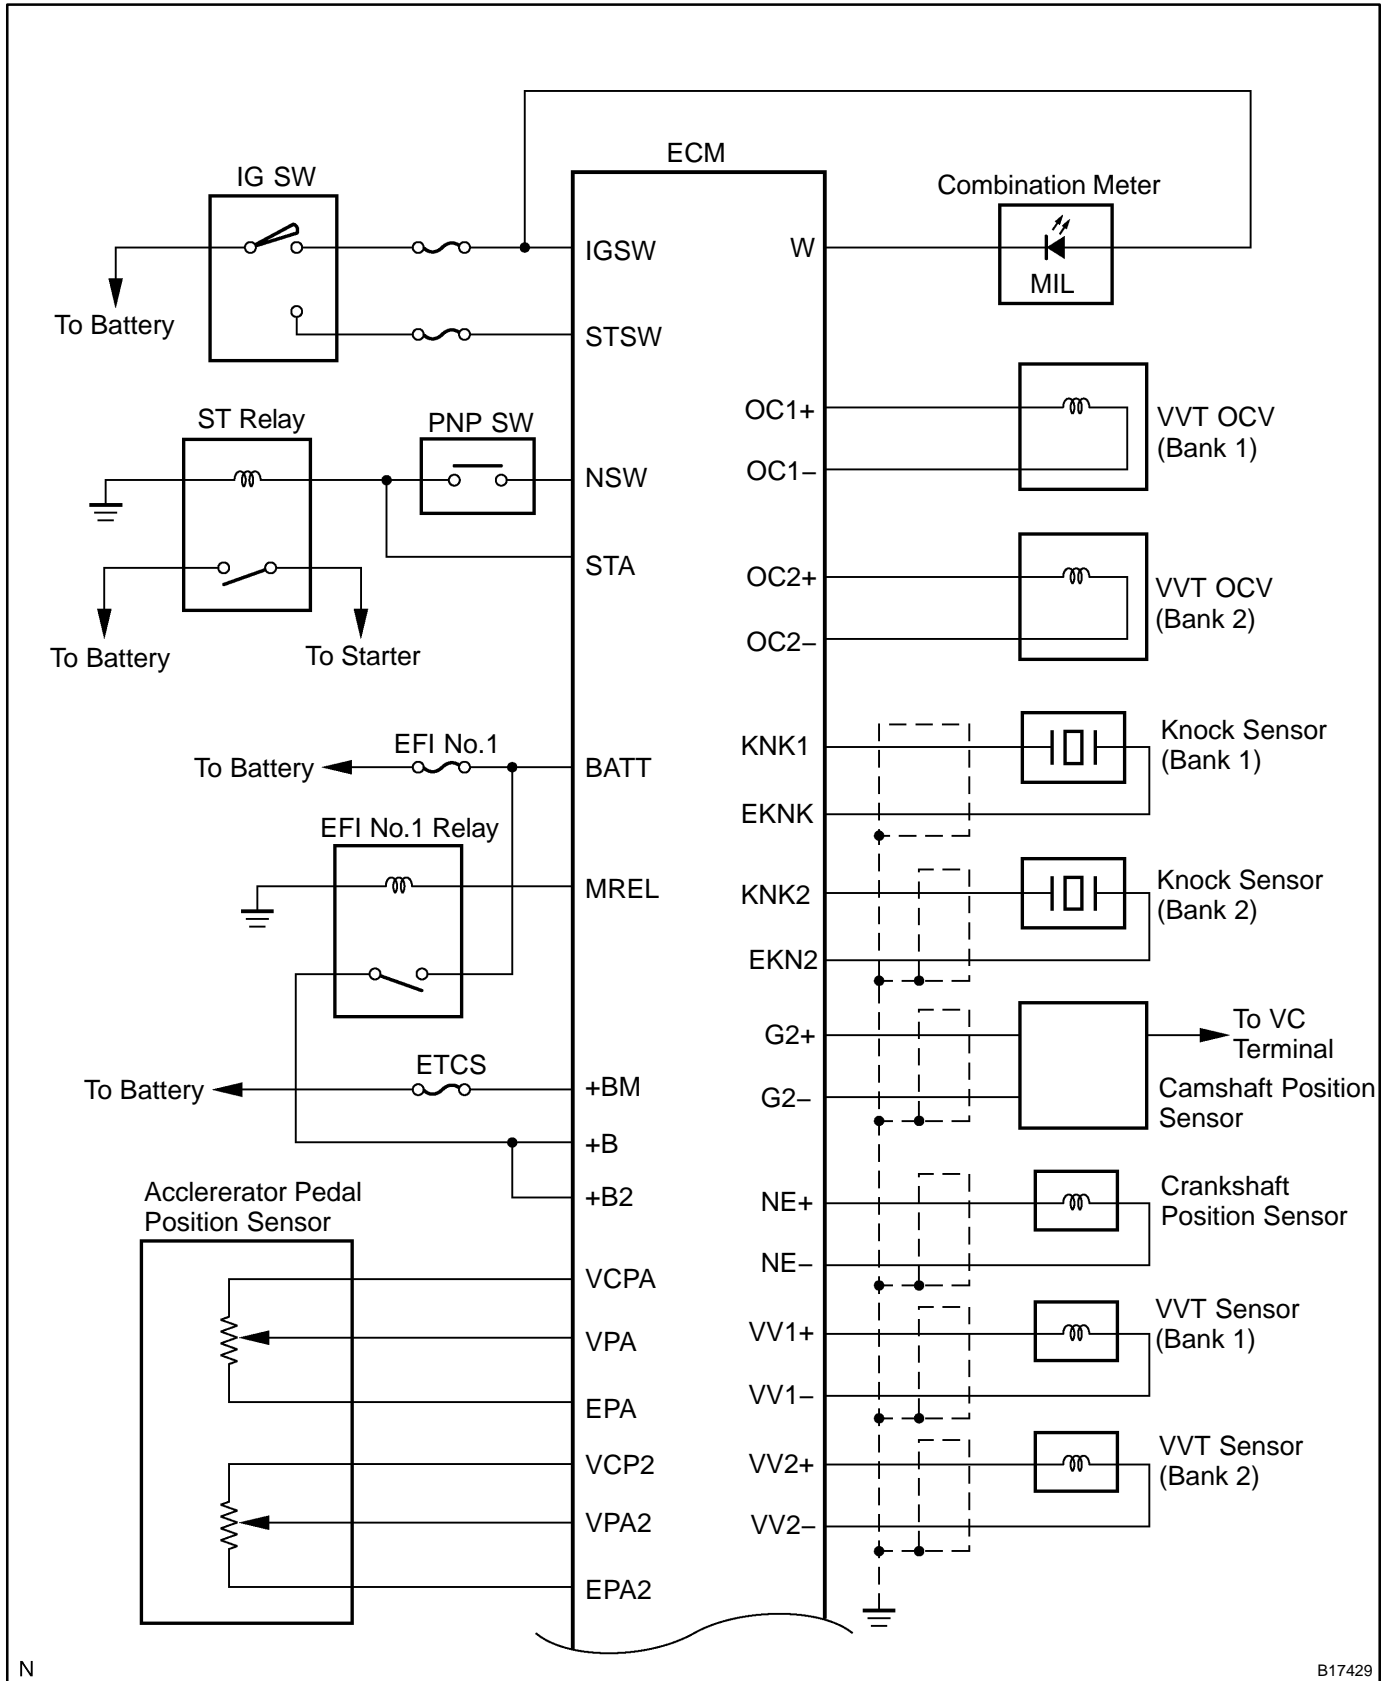 ECM
IG SW
Combination Meter
IGSW
W
MIL
To Battery
STSW
ST Relay
PNP SW
OC1+
VVT OCV
(Bank 1)
OC1–
NSW
STA
OC2+
VVT OCV
(Bank 2)
OC2–
To Battery
To Starter
EFI No.1
To Battery
BATT
KNK1
Knock Sensor
(Bank 1)
EKNK
EFI No.1 Relay
MREL
KNK2
Knock Sensor
(Bank 2)
EKN2
G2+
To VC
Terminal
ETCS
To Battery
+BM
G2–
Camshaft Position
Sensor
+B
+B2
Acclererator Pedal
Position Sensor
NE+
Crankshaft
Position Sensor
NE–
VCPA
VPA
VV1+
VVT Sensor
(Bank 1)
EPA
VV1–
VCP2
VV2+
VVT Sensor
(Bank 2)
VPA2
VV2–
EPA2
N
B17429